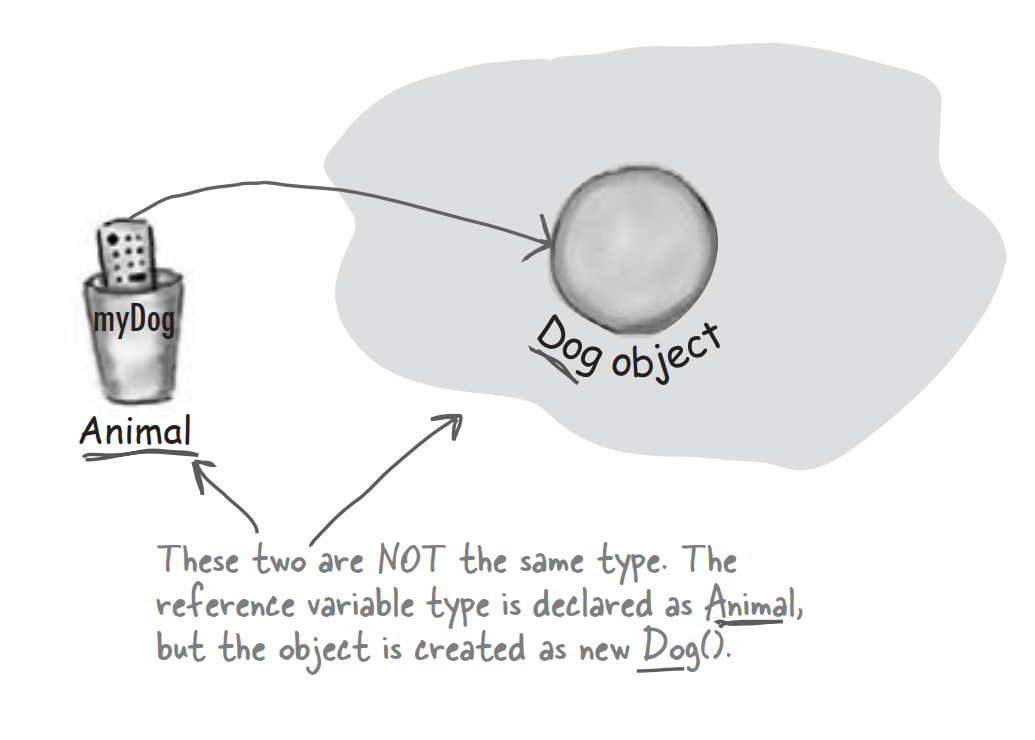 myDog
Animal
Dog object
These two are NOT the same type. The
reference variable type is declared as Animal,
but the object is created as new Dog().